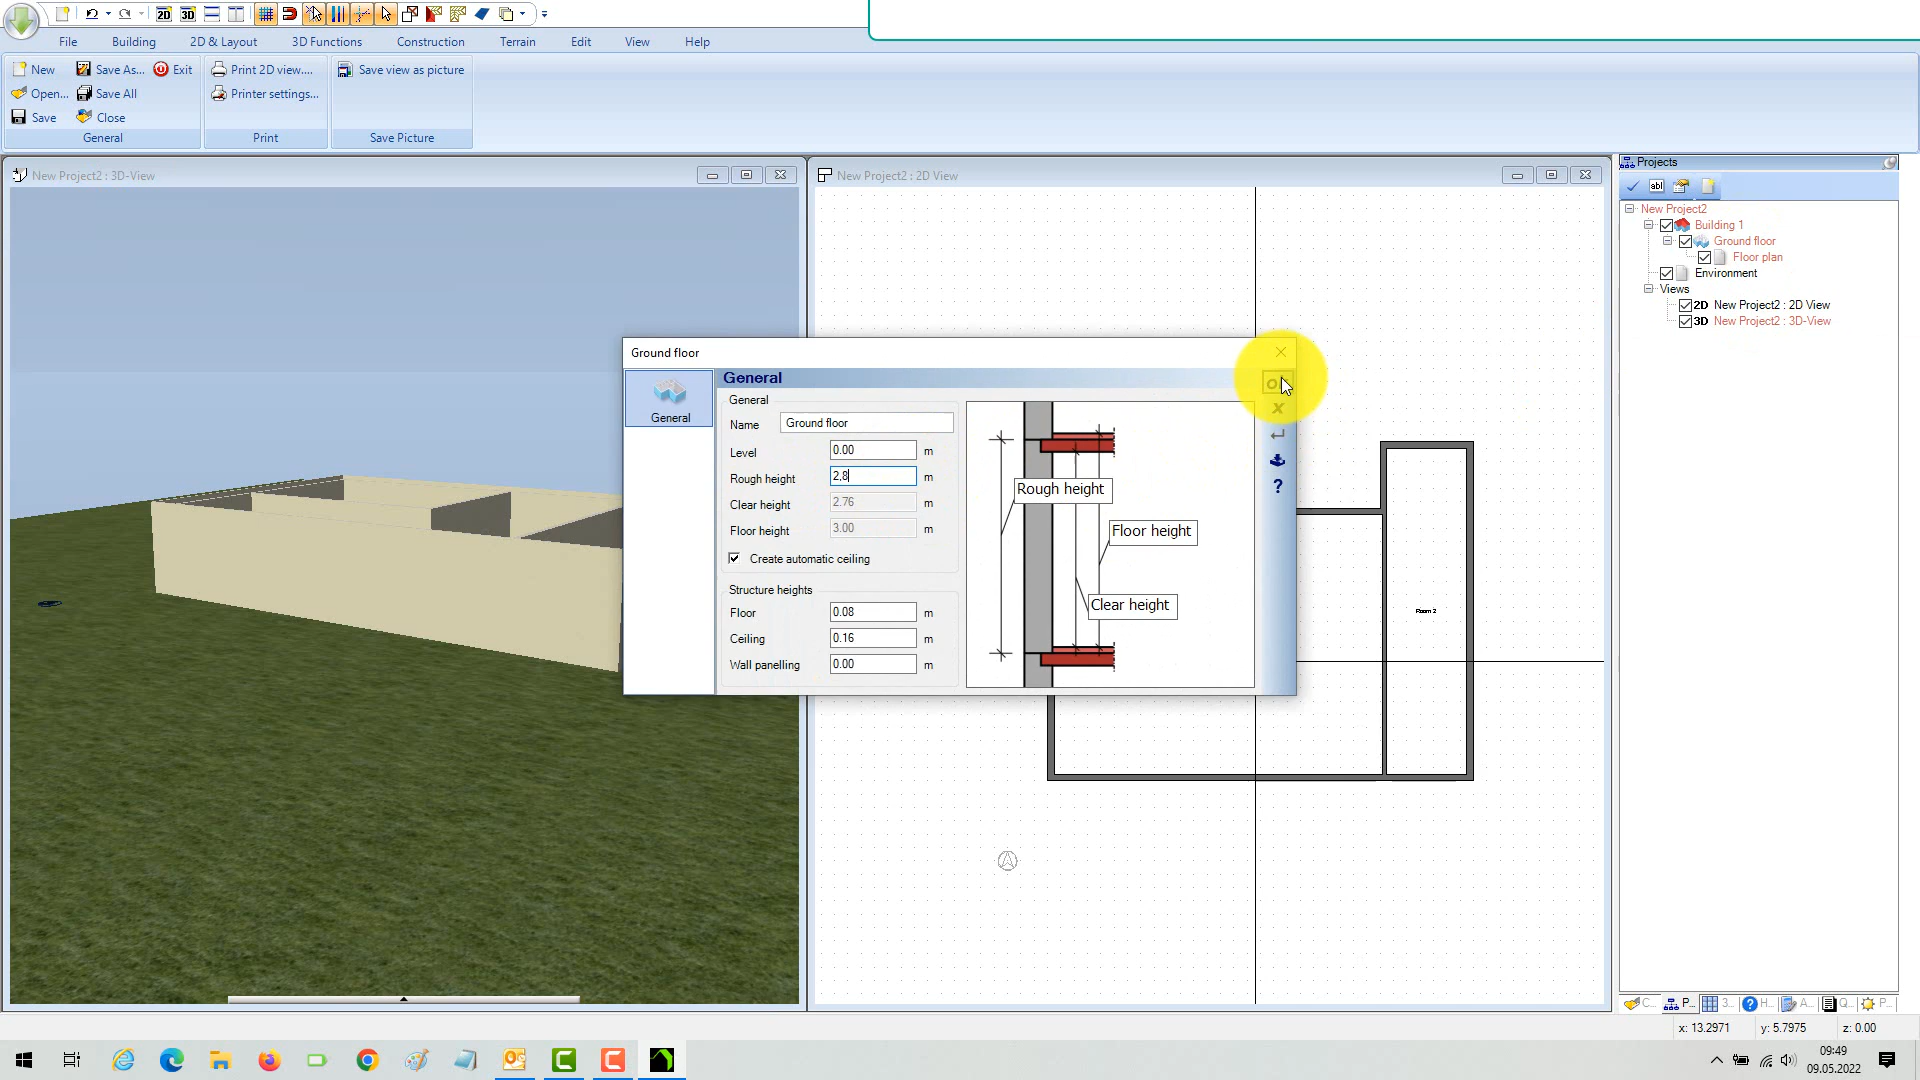 2D 3D
File Building 2D & Layout 3D Functions Construction Terrain Edit View Help
New Save As... Exit Print 2D view.... Save view as picture
Open... Save All Printer settings...
Save Close
General Print Save Picture
New Project2 : 3D-View
New Project2 : 2D View
Projects
abl
New Project2
Building 1
Ground floor
Floor plan
Environment
Views
2D New Project2 : 2D View
3D New Project2 : 3D-View
Ground floor
General
General
General
Name Ground floor
Level 0.00 m
Rough height 2,8 m
Clear height 2.76 m
Floor height 3.00 m
Create automatic ceiling
Structure heights
Floor 0.08 m
Ceiling 0.16 m
Wall panelling 0.00 m
Rough height
Floor height
Clear height
?
Room 2
C... P... 3... H... A... Q... P...
x: 13.2971 y: 5.7975 z: 0.00
09:49
09.05.2022